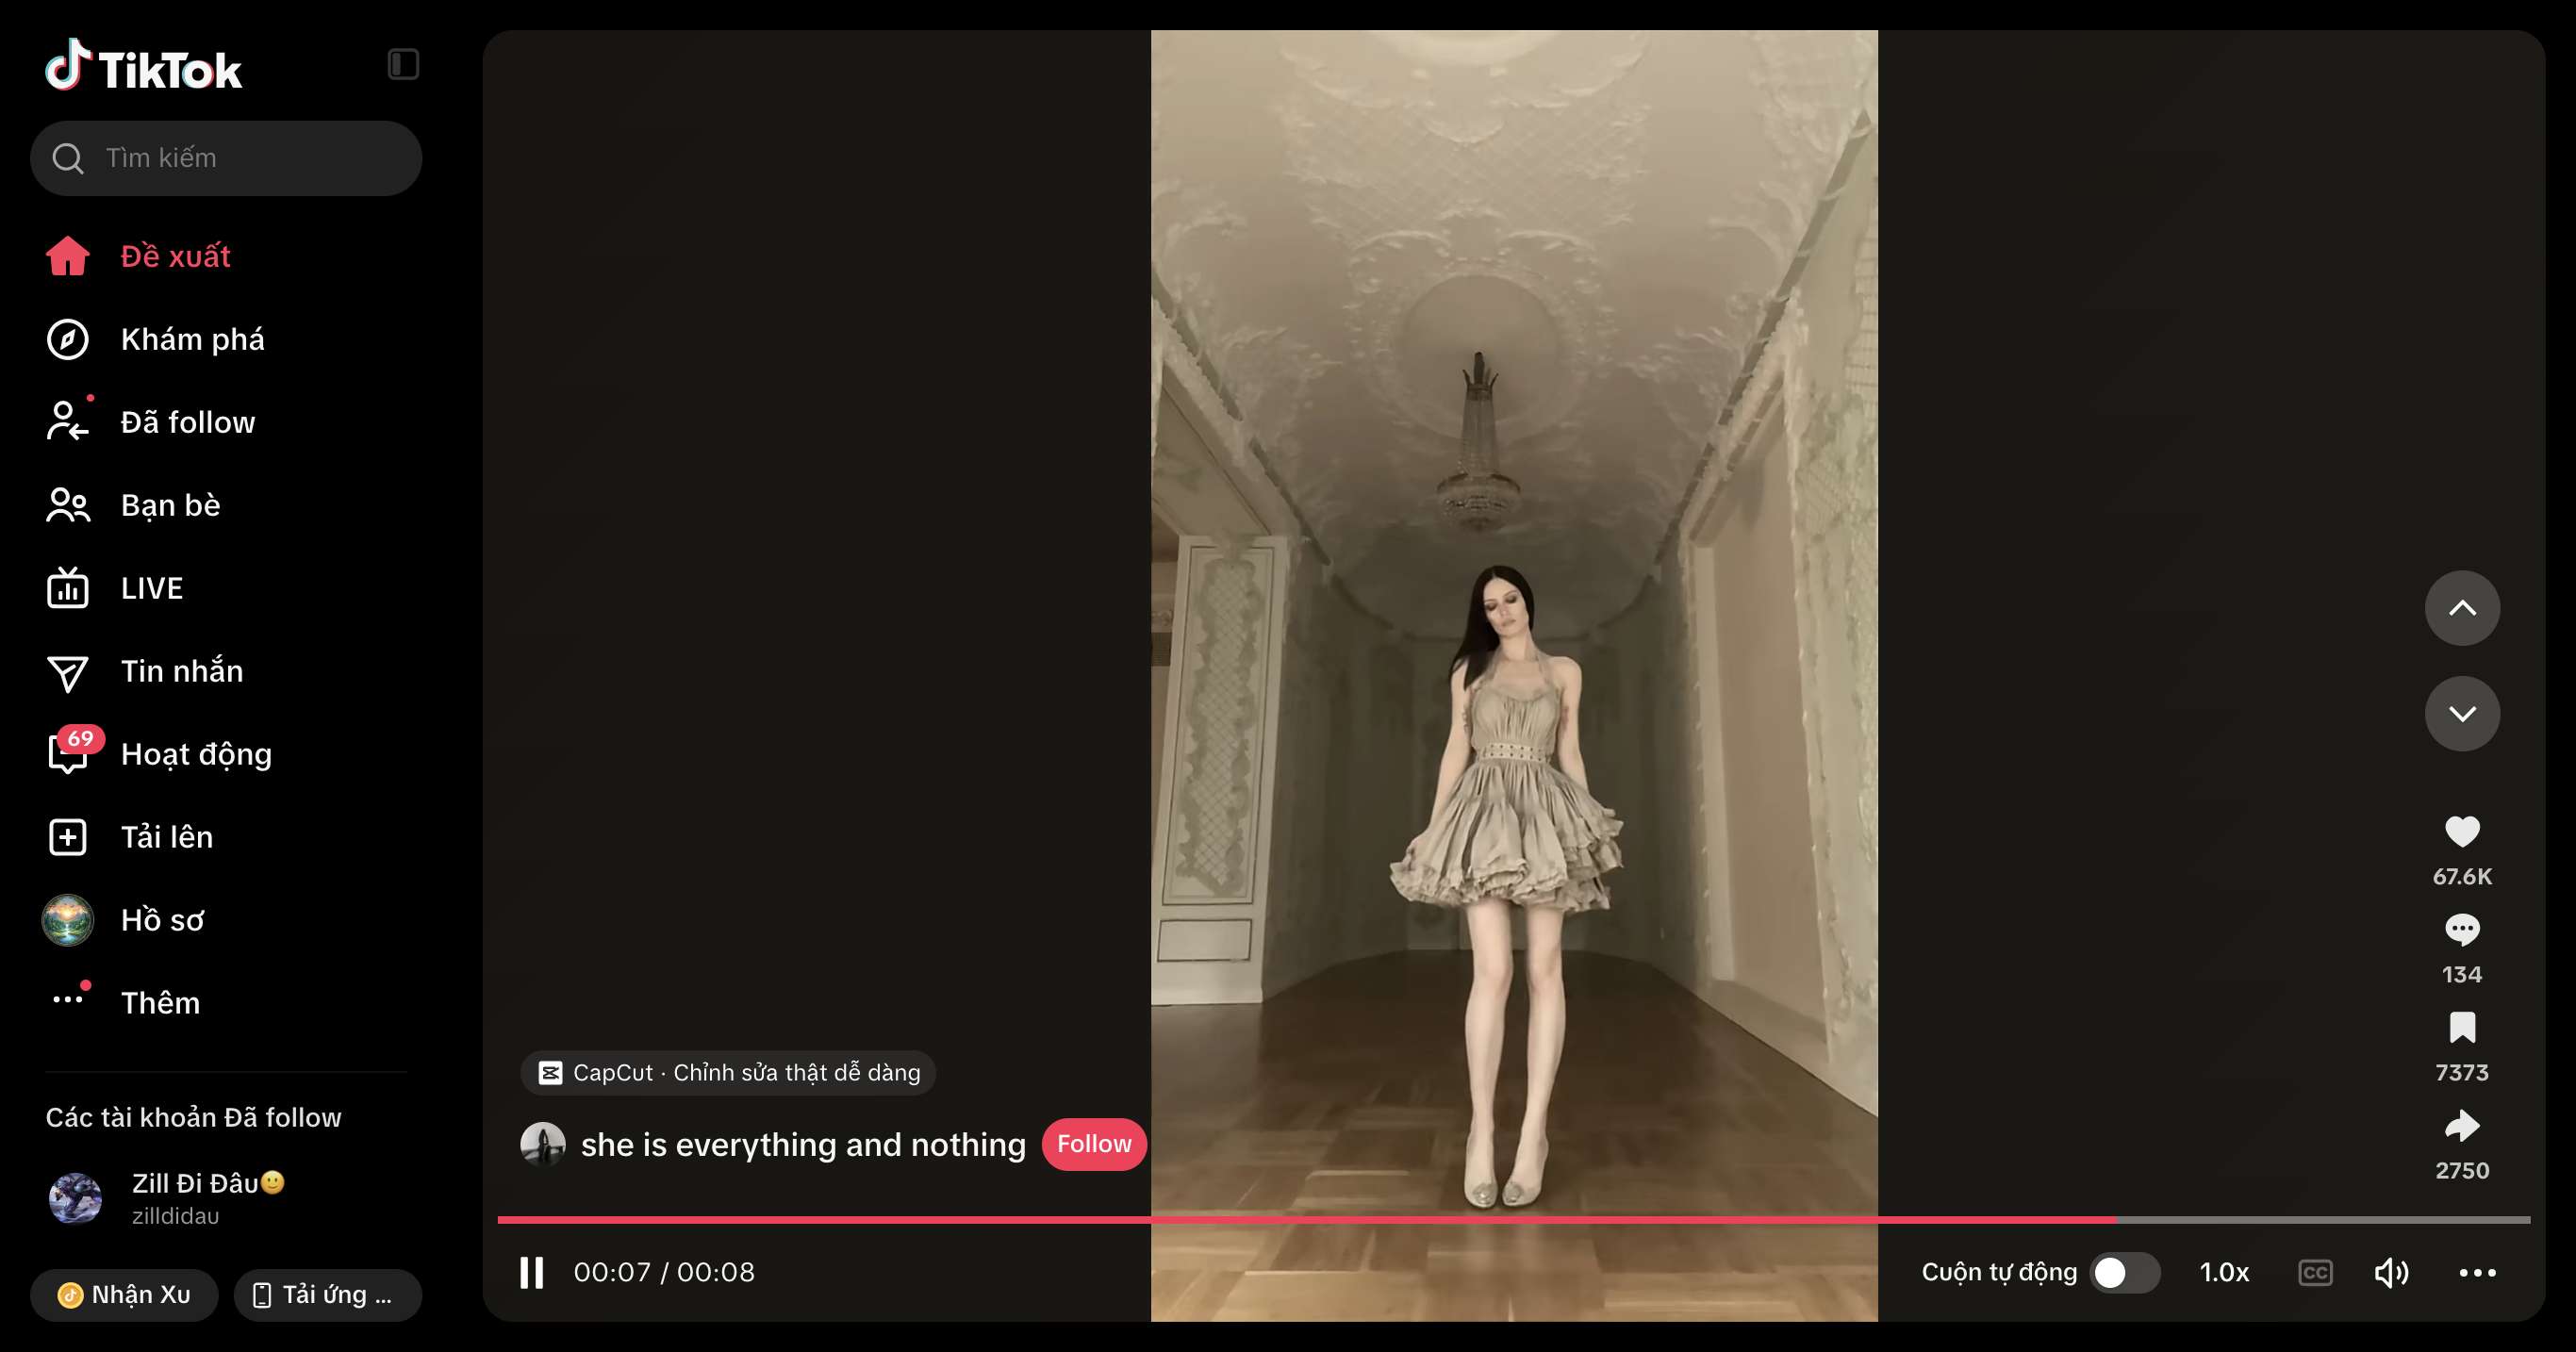 TikTok
Tìm kiếm
Đề xuất
Khám phá
Đã follow
Bạn bè
LIVE
Tin nhắn
69
Hoạt động
Tải lên
Hồ sơ
Thêm
Các tài khoản Đã follow
Zill Đi Đâu🙂
zilldidau
Nhận Xu
Tải ứng ...
CapCut · Chỉnh sửa thật dễ dàng
she is everything and nothing
Follow
00:07 / 00:08
67.6K
134
7373
2750
Cuộn tự động
1.0x
CC